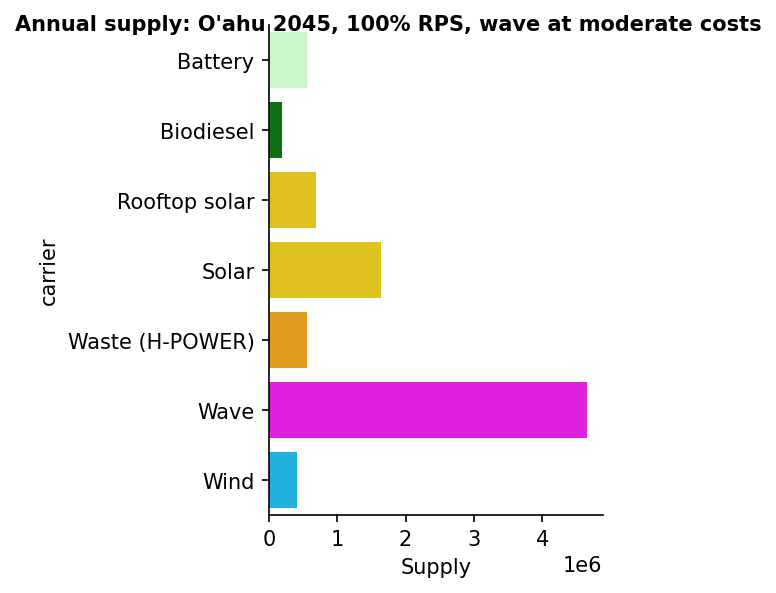 Annual supply: O'ahu 2045, 100% RPS, wave at moderate costs
Battery
Biodiesel
Rooftop solar
Solar
Waste (H-POWER)
Wave
Wind
carrier
0 1 2 3 4
1e6
Supply